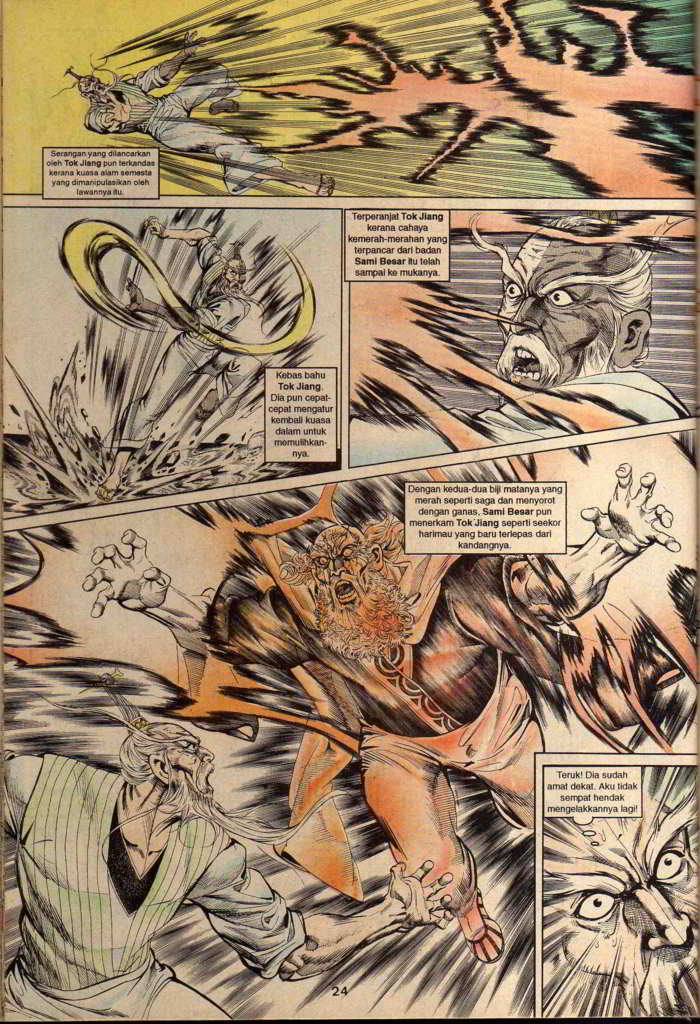 Serangan yang dilancarkan
oleh Tok Jiang pun terkandas
kerana kuasa alam semesta
yang dimanipulasikan oleh
lawannya itu.
Terperanjat Tok Jiang
kerana cahaya
kemerah-merahan yang
terpancar dari badan
Sami Besar itu telah
sampai ke mukanya.
Kebas bahu
Tok Jiang.
Dia pun cepat-
cepat mengatur
kembali kuasa
dalam untuk
memulihkan-
nya.
Dengan kedua-dua biji matanya yang
merah seperti saga dan menyorot
dengan ganas, Sami Besar pun
menerkam Tok Jiang seperti seekor
harimau yang baru terlepas dari
kandangnya.
Teruk! Dia sudah
amat dekat. Aku tidak
sempat hendak
mengelakkannya lagi!
24